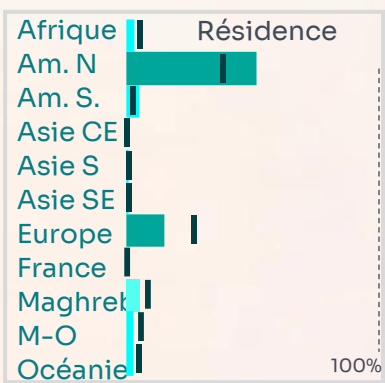 Afrique
Résidence
Am. N
Am. S.
Asie CE
Asie S
Asie SE
Europe
France
Maghreb
M-O
Océanie
100%